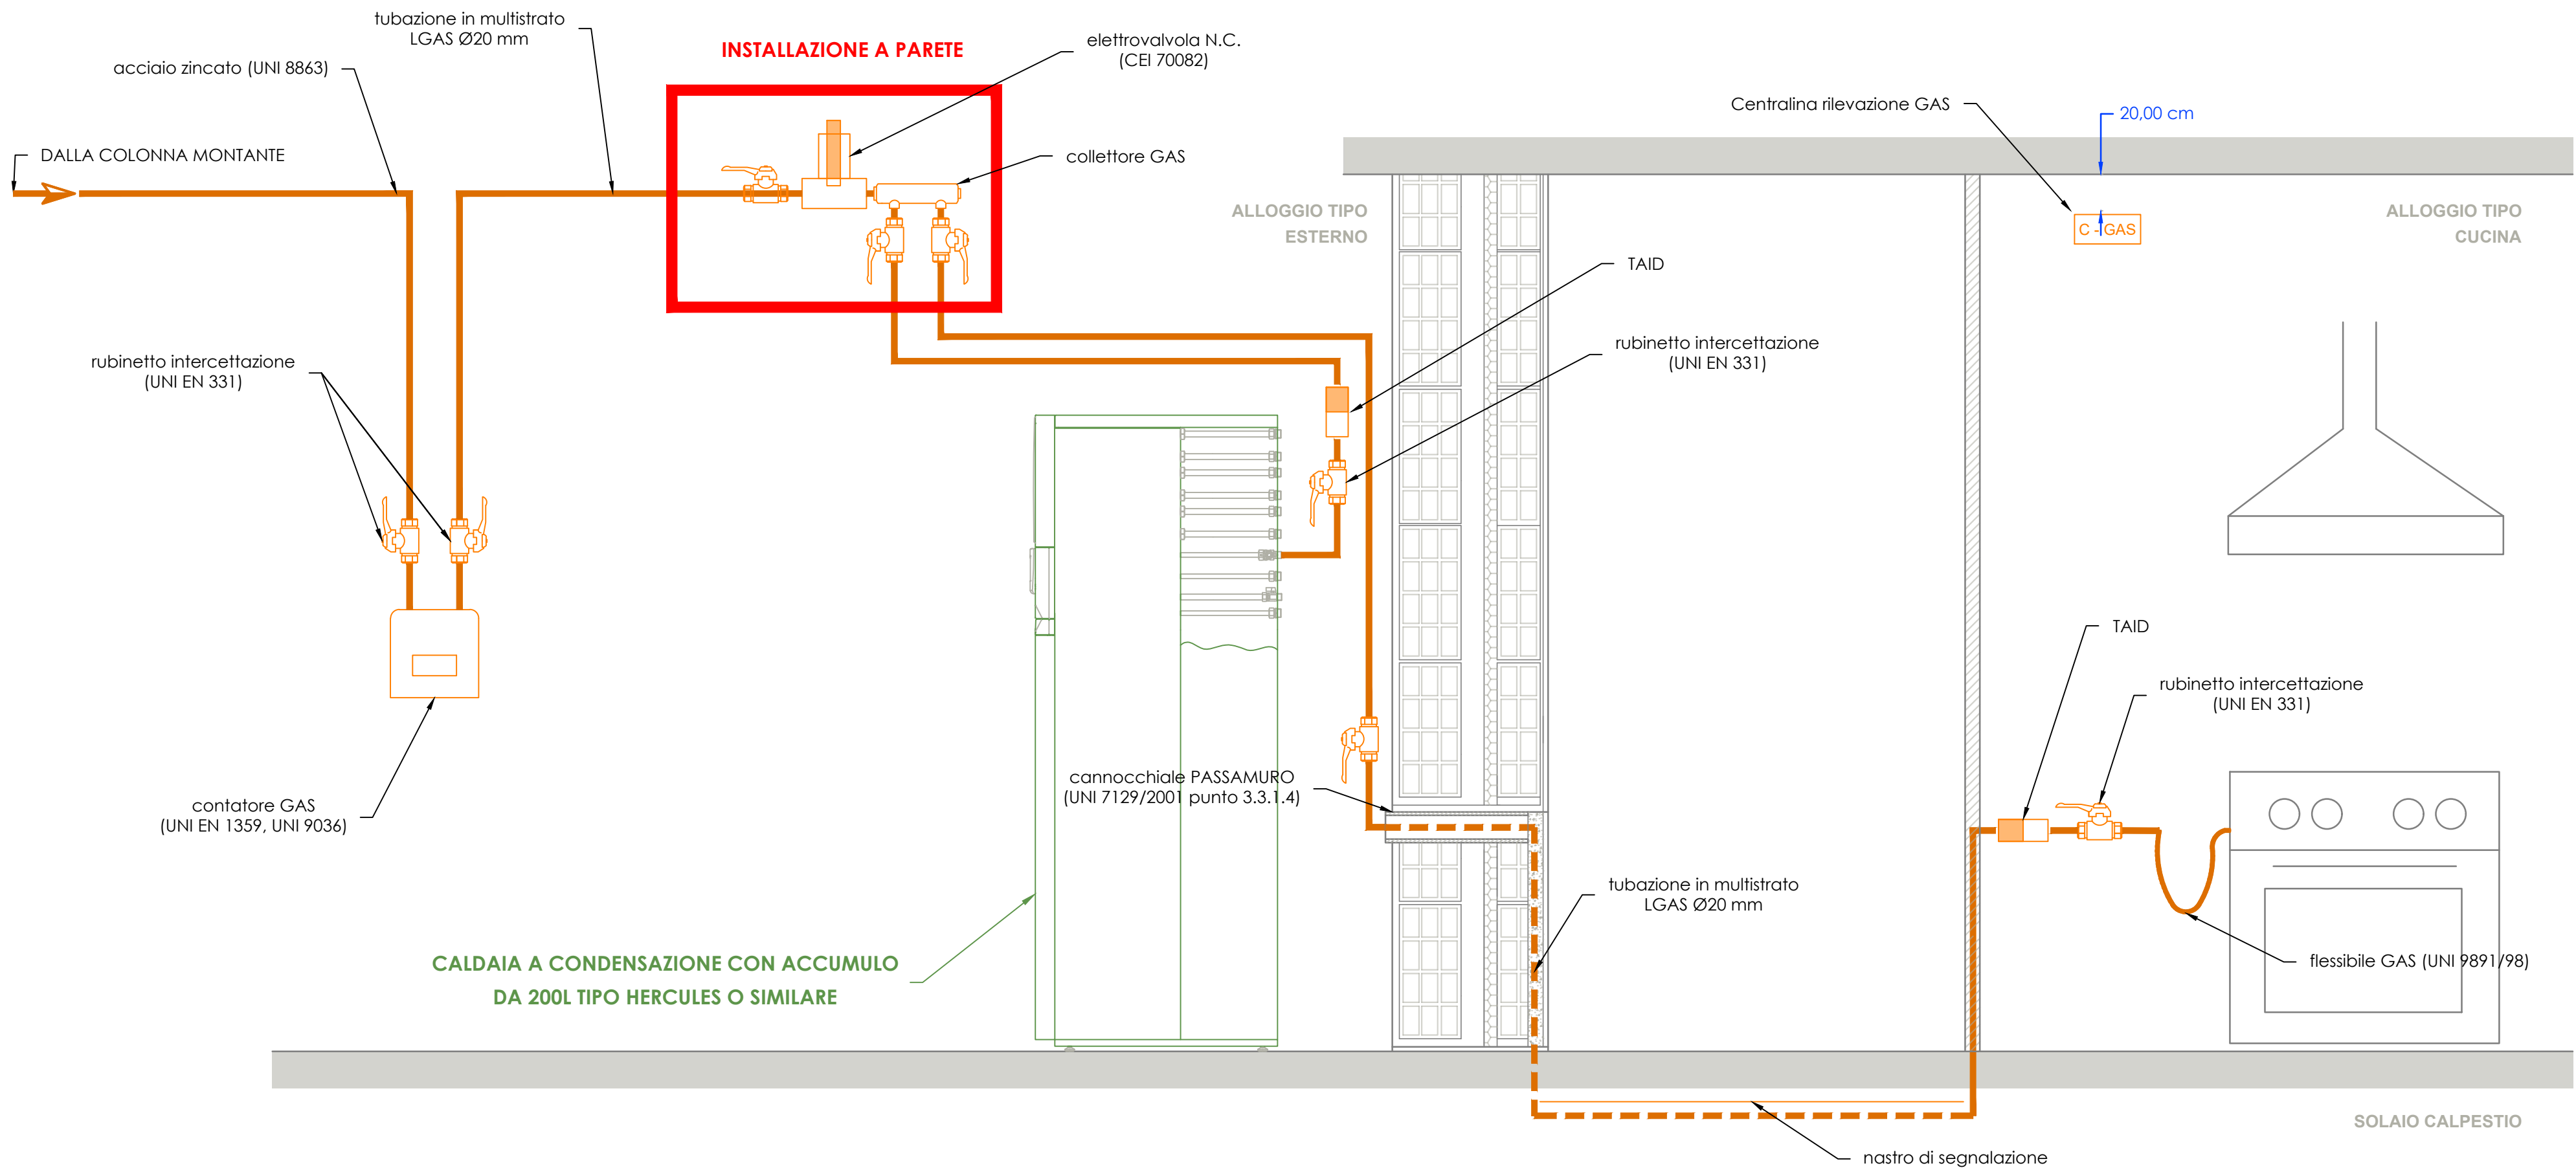 tubazione in multistrato
LGAS Ø20 mm
acciaio zincato (UNI 8863)
DALLA COLONNA MONTANTE
INSTALLAZIONE A PARETE
elettrovalvola N.C.
(CEI 70082)
collettore GAS
Centralina rilevazione GAS
20,00 cm
ALLOGGIO TIPO
ESTERNO
C - GAS
ALLOGGIO TIPO
CUCINA
TAID
rubinetto intercettazione
(UNI EN 331)
rubinetto intercettazione
(UNI EN 331)
TAID
rubinetto intercettazione
(UNI EN 331)
cannocchiale PASSAMURO
(UNI 7129/2001 punto 3.3.1.4)
contatore GAS
(UNI EN 1359, UNI 9036)
tubazione in multistrato
LGAS Ø20 mm
flessibile GAS (UNI 9891/98)
CALDAIA A CONDENSAZIONE CON ACCUMULO
DA 200L TIPO HERCULES O SIMILARE
SOLAIO CALPESTIO
nastro di segnalazione